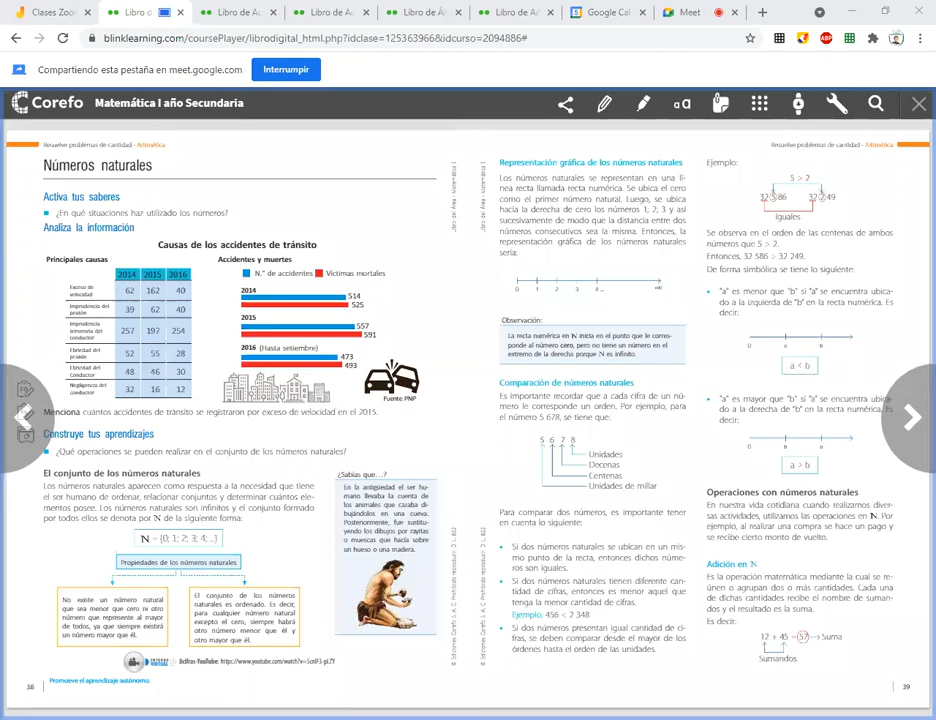 Clases Zoo
Libro d
Libro de Ac
Libro de Ac
Libro de Ár
Libro de Ar
Google Cal
Meet
blinklearning.com/coursePlayer/librodigital_html.php?idclase=125363966&idcurso=2094886#
Compartiendo esta pestaña en meet.google.com
Interrumpir
Corefo
Matemática I año Secundaria
Resuelve problemas de cantidad - Aritmética
Números naturales
Activa tus saberes
¿En qué situaciones haz utilizado los números?
Analiza la información
Causas de los accidentes de tránsito
Principales causas
2014 2015 2016
Exceso de velocidad 62 162 40
Imprudencia del peatón 39 62 40
Imprudencia temeraria del conductor 257 197 254
Ebriedad del peatón 52 55 28
Ebriedad del Conductor 48 46 30
Negligencia del conductor 32 16 12
Accidentes y muertes
N.° de accidentes
Víctimas mortales
2014
514
525
2015
557
591
2016 (Hasta setiembre)
473
493
Fuente: PNP
Menciona cuántos accidentes de tránsito se registraron por exceso de velocidad en el 2015.
Construye tus aprendizajes
¿Qué operaciones se pueden realizar en el conjunto de los números naturales?
El conjunto de los números naturales
Los números naturales aparecen como respuesta a la necesidad que tiene
el ser humano de ordenar, relacionar conjuntos y determinar cuántos ele-
mentos posee. Los números naturales son infinitos y el conjunto formado
por todos ellos se denota por N de la siguiente forma:
N = {0; 1; 2; 3; 4; ...}
Propiedades de los números naturales
No existe un número natural
que sea menor que cero ni otro
número que represente al mayor
de todos, ya que siempre existirá
un número mayor que él.
El conjunto de los números
naturales es ordenado. Es decir,
para cualquier número natural
excepto el cero, siempre habrá
otro número menor que él y
otro mayor que él.
¿Sabías que...?
En la antigüedad el ser hu-
mano llevaba la cuenta de
los animales que cazaba di-
bujándolos en una cueva.
Posteriormente, fue sustitu-
yendo los dibujos por rayitas
o muescas que hacía sobre
un hueso o una madera.
ENTORNO VIRTUAL
8cifras-YouTube:
38
Promueve el aprendizaje autónomo.
© Ediciones Corefo S. A. C. Prohibido reproducir. D. L. 822
© Ediciones Corefo S. A. C. Prohibido reproducir. D. L. 822
Representación gráfica de los números naturales
Los números naturales se representan en una lí-
nea recta llamada recta numérica. Se ubica el cero
como el primer número natural. Luego, se ubica
hacia la derecha de cero los números 1; 2; 3 y así
sucesivamente de modo que la distancia entre dos
números consecutivos sea la misma. Entonces, la
representación gráfica de los números naturales
sería:
0 1 2 3 4 ... +∞
Observación:
La recta numérica en N inicia en el punto que le corres-
ponde al número cero, pero no tiene un número en el
extremo de la derecha porque N es infinito.
Comparación de números naturales
Es importante recordar que a cada cifra de un nú-
mero le corresponde un orden. Por ejemplo, para
el número 5 678, se tiene que:
5 6 7 8
Unidades
Decenas
Centenas
Unidades de millar
Para comparar dos números, es importante tener
en cuenta lo siguiente:
Si dos números naturales se ubican en un mis-
mo punto de la recta, entonces dichos núme-
ros son iguales.
Si dos números naturales tienen diferente can-
tidad de cifras, entonces es menor aquel que
tenga la menor cantidad de cifras.
Ejemplo: 456 < 2 348
Si dos números presentan igual cantidad de ci-
fras, se deben comparar desde el mayor de los
órdenes hasta el orden de las unidades.
Resuelve problemas de cantidad - Aritmética
Ejemplo:
5 > 2
32 586 32 249
Iguales
Se observa en el orden de las centenas de ambos
números que 5 > 2.
Entonces, 32 586 > 32 249.
De forma simbólica se tiene lo siguiente:
"a" es menor que "b" si "a" se encuentra ubica-
do a la izquierda de "b" en la recta numérica. Es
decir:
0 a b
a < b
"a" es mayor que "b" si "a" se encuentra ubica-
do a la derecha de "b" en la recta numérica. Es
decir:
0 b a
a > b
Operaciones con números naturales
En nuestra vida cotidiana cuando realizamos diver-
sas actividades, utilizamos las operaciones en N. Por
ejemplo, al realizar una compra se hace un pago y
se recibe cierto monto de vuelto.
Adición en N
Es la operación matemática mediante la cual se re-
únen o agrupan dos o más cantidades. Cada una
de dichas cantidades recibe el nombre de suman-
dos y el resultado es la suma.
Es decir:
12 + 45 = 57 → Suma
Sumandos
39